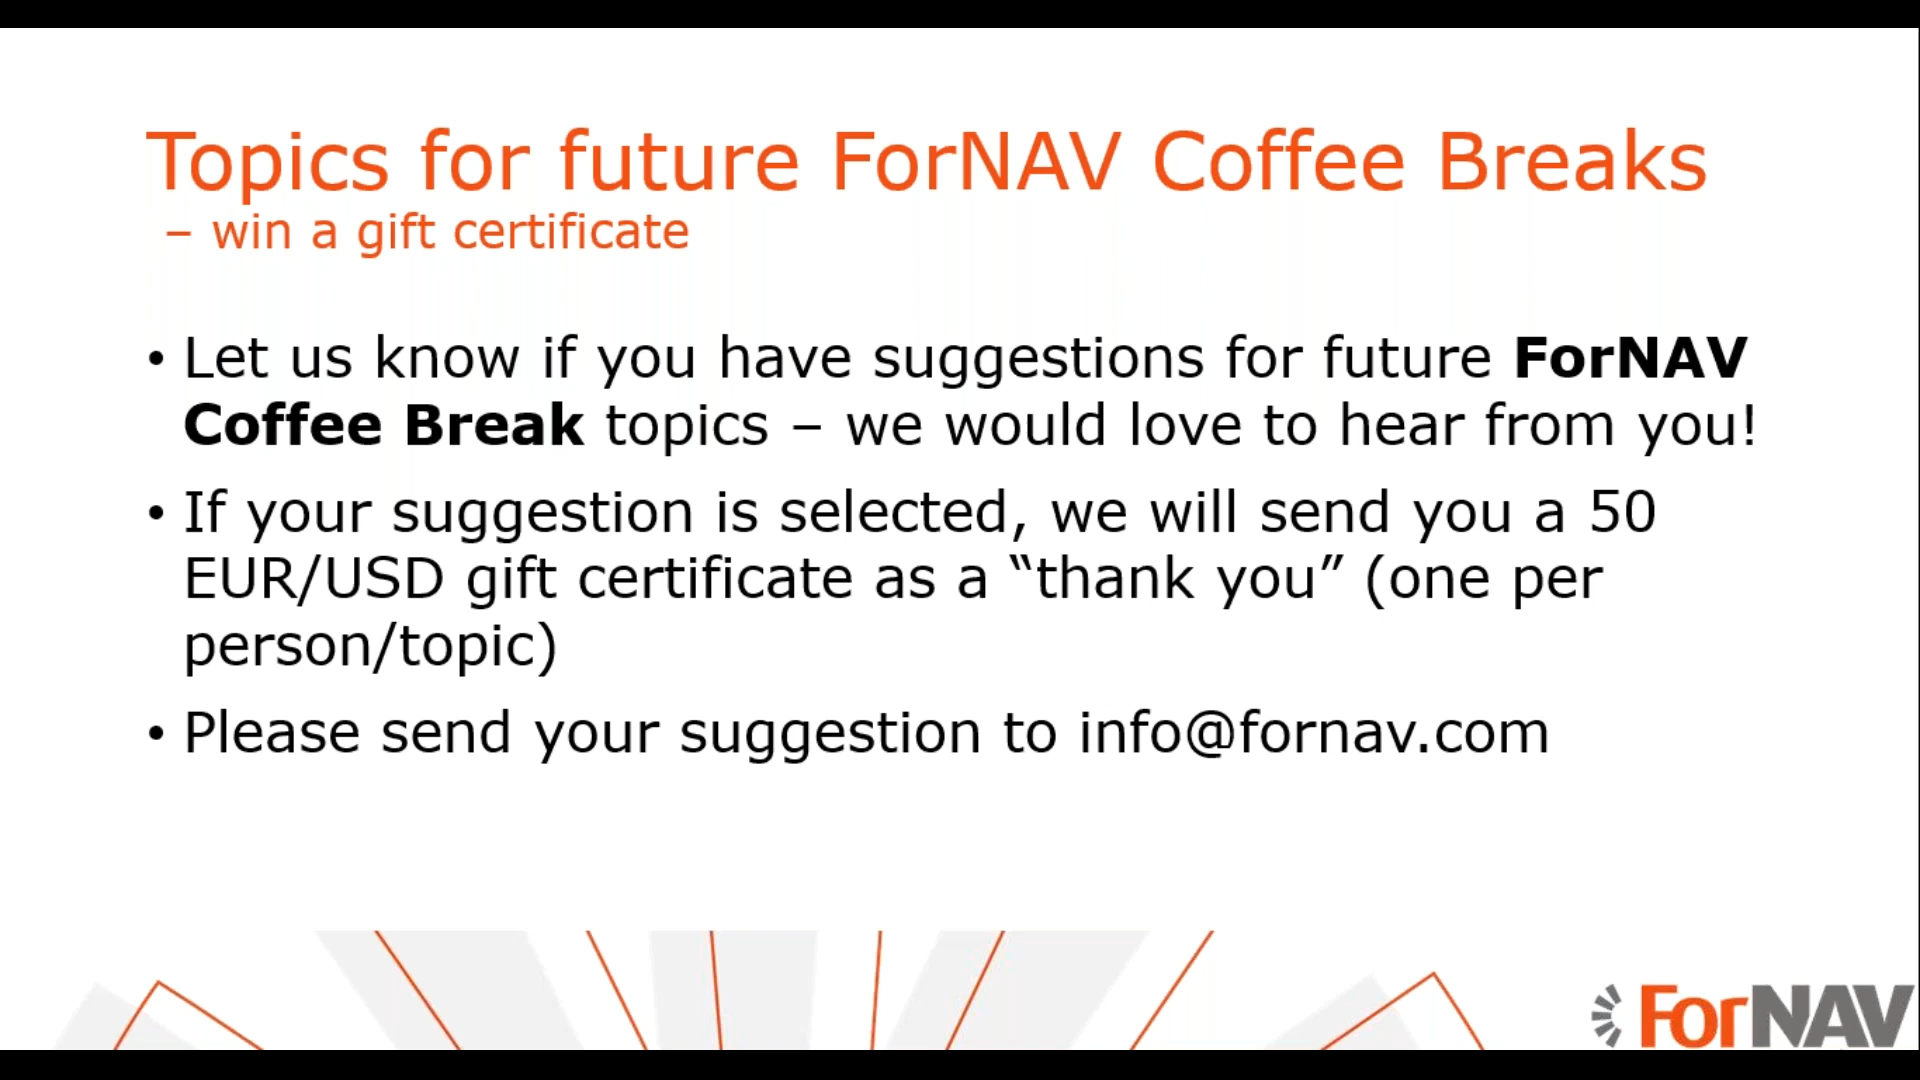 Topics for future ForNAV Coffee Breaks
– win a gift certificate
• Let us know if you have suggestions for future ForNAV
Coffee Break topics – we would love to hear from you!
• If your suggestion is selected, we will send you a 50
EUR/USD gift certificate as a “thank you” (one per
person/topic)
• Please send your suggestion to info@fornav.com
ForNAV